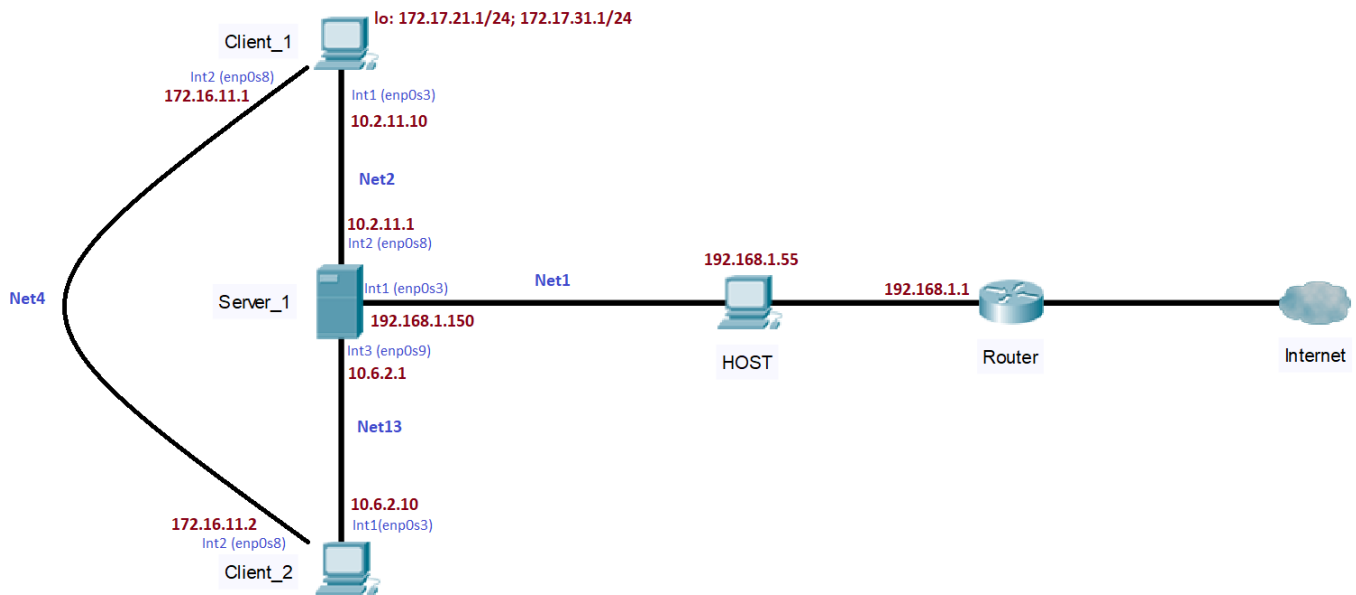 lo: 172.17.21.1/24; 172.17.31.1/24
Client_1
Int2 (enp0s8)
172.16.11.1
Int1 (enp0s3)
10.2.11.10
Net2
10.2.11.1
Int2 (enp0s8)
Net4
Server_1
Int1 (enp0s3)
192.168.1.150
Net1
192.168.1.55
HOST
192.168.1.1
Router
Internet
Int3 (enp0s9)
10.6.2.1
Net13
10.6.2.10
Int1(enp0s3)
172.16.11.2
Int2 (enp0s8)
Client_2